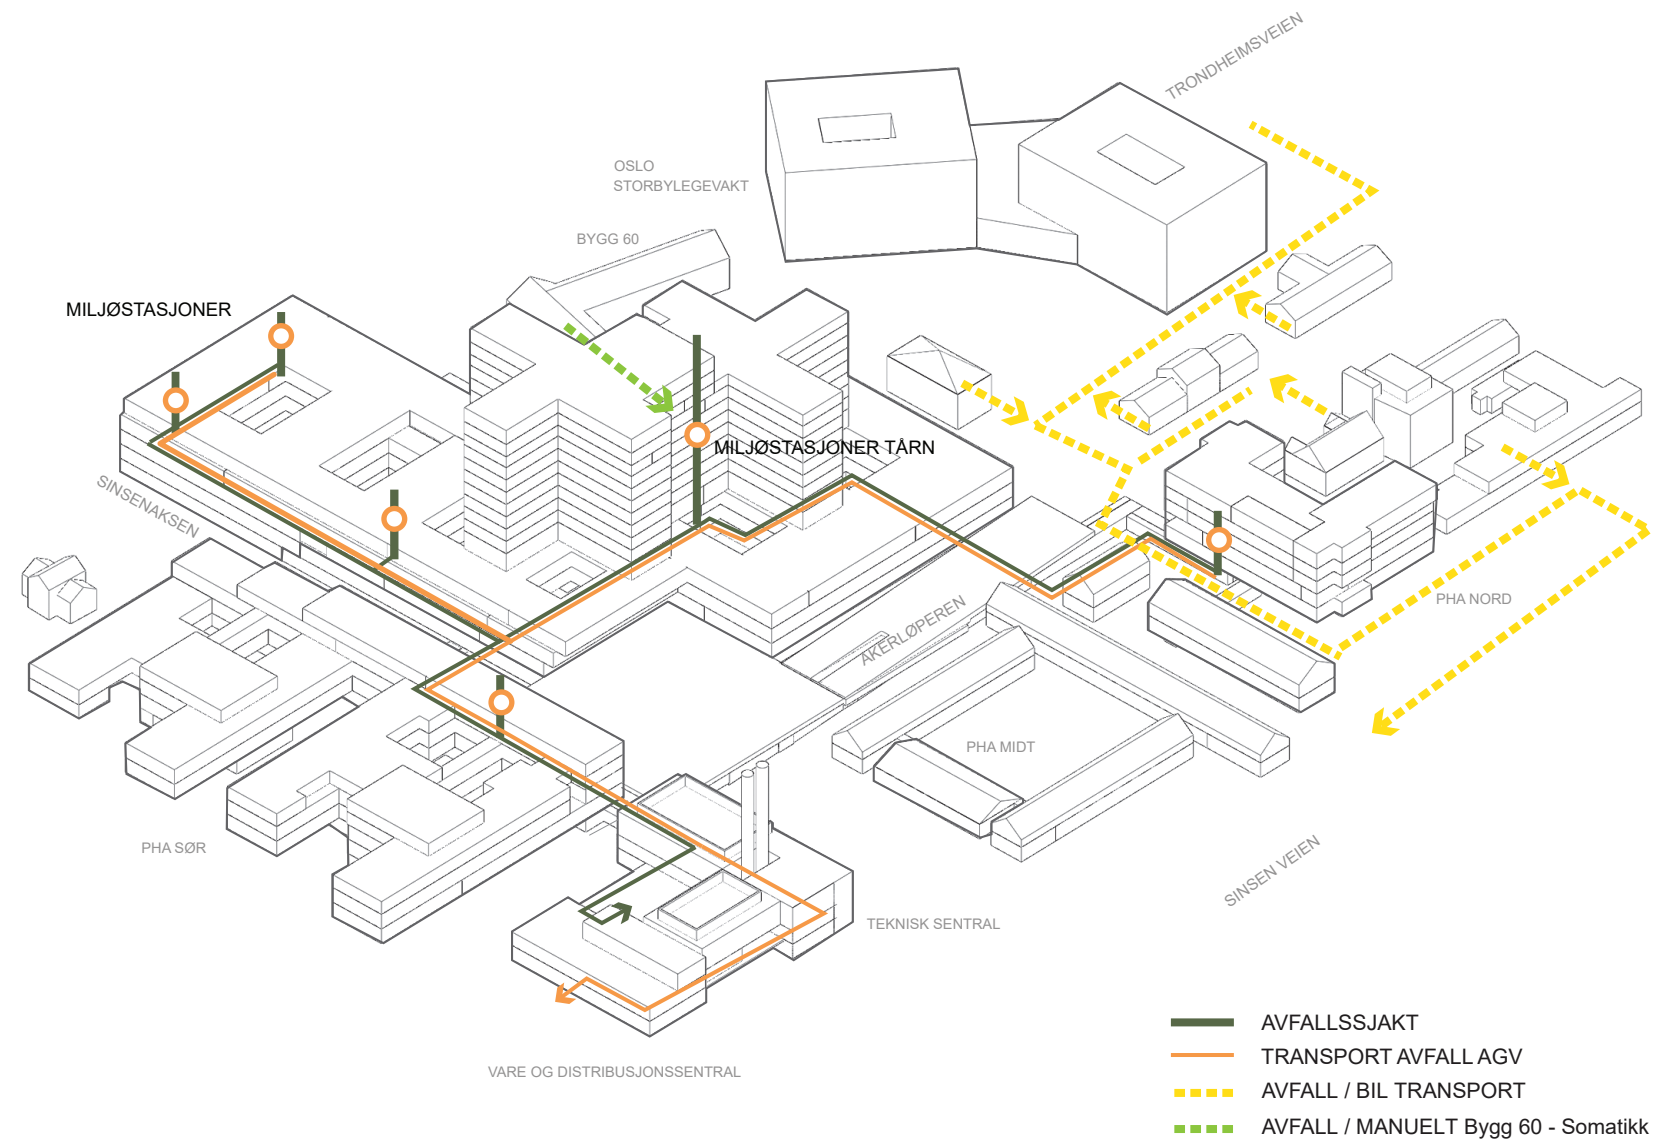 TRONDHEIMSVEIEN
OSLO
STORBYLEGEVAKT
BYGG 60
MILJØSTASJONER
MILJØSTASJONER TÅRN
SINSENAKSEN
PHA NORD
AKERLØPEREN
PHA MIDT
PHA SØR
SINSEN VEIEN
TEKNISK SENTRAL
VARE OG DISTRIBUSJONSSENTRAL
AVFALLSSJAKT
TRANSPORT AVFALL AGV
AVFALL / BIL TRANSPORT
AVFALL / MANUELT Bygg 60 - Somatikk